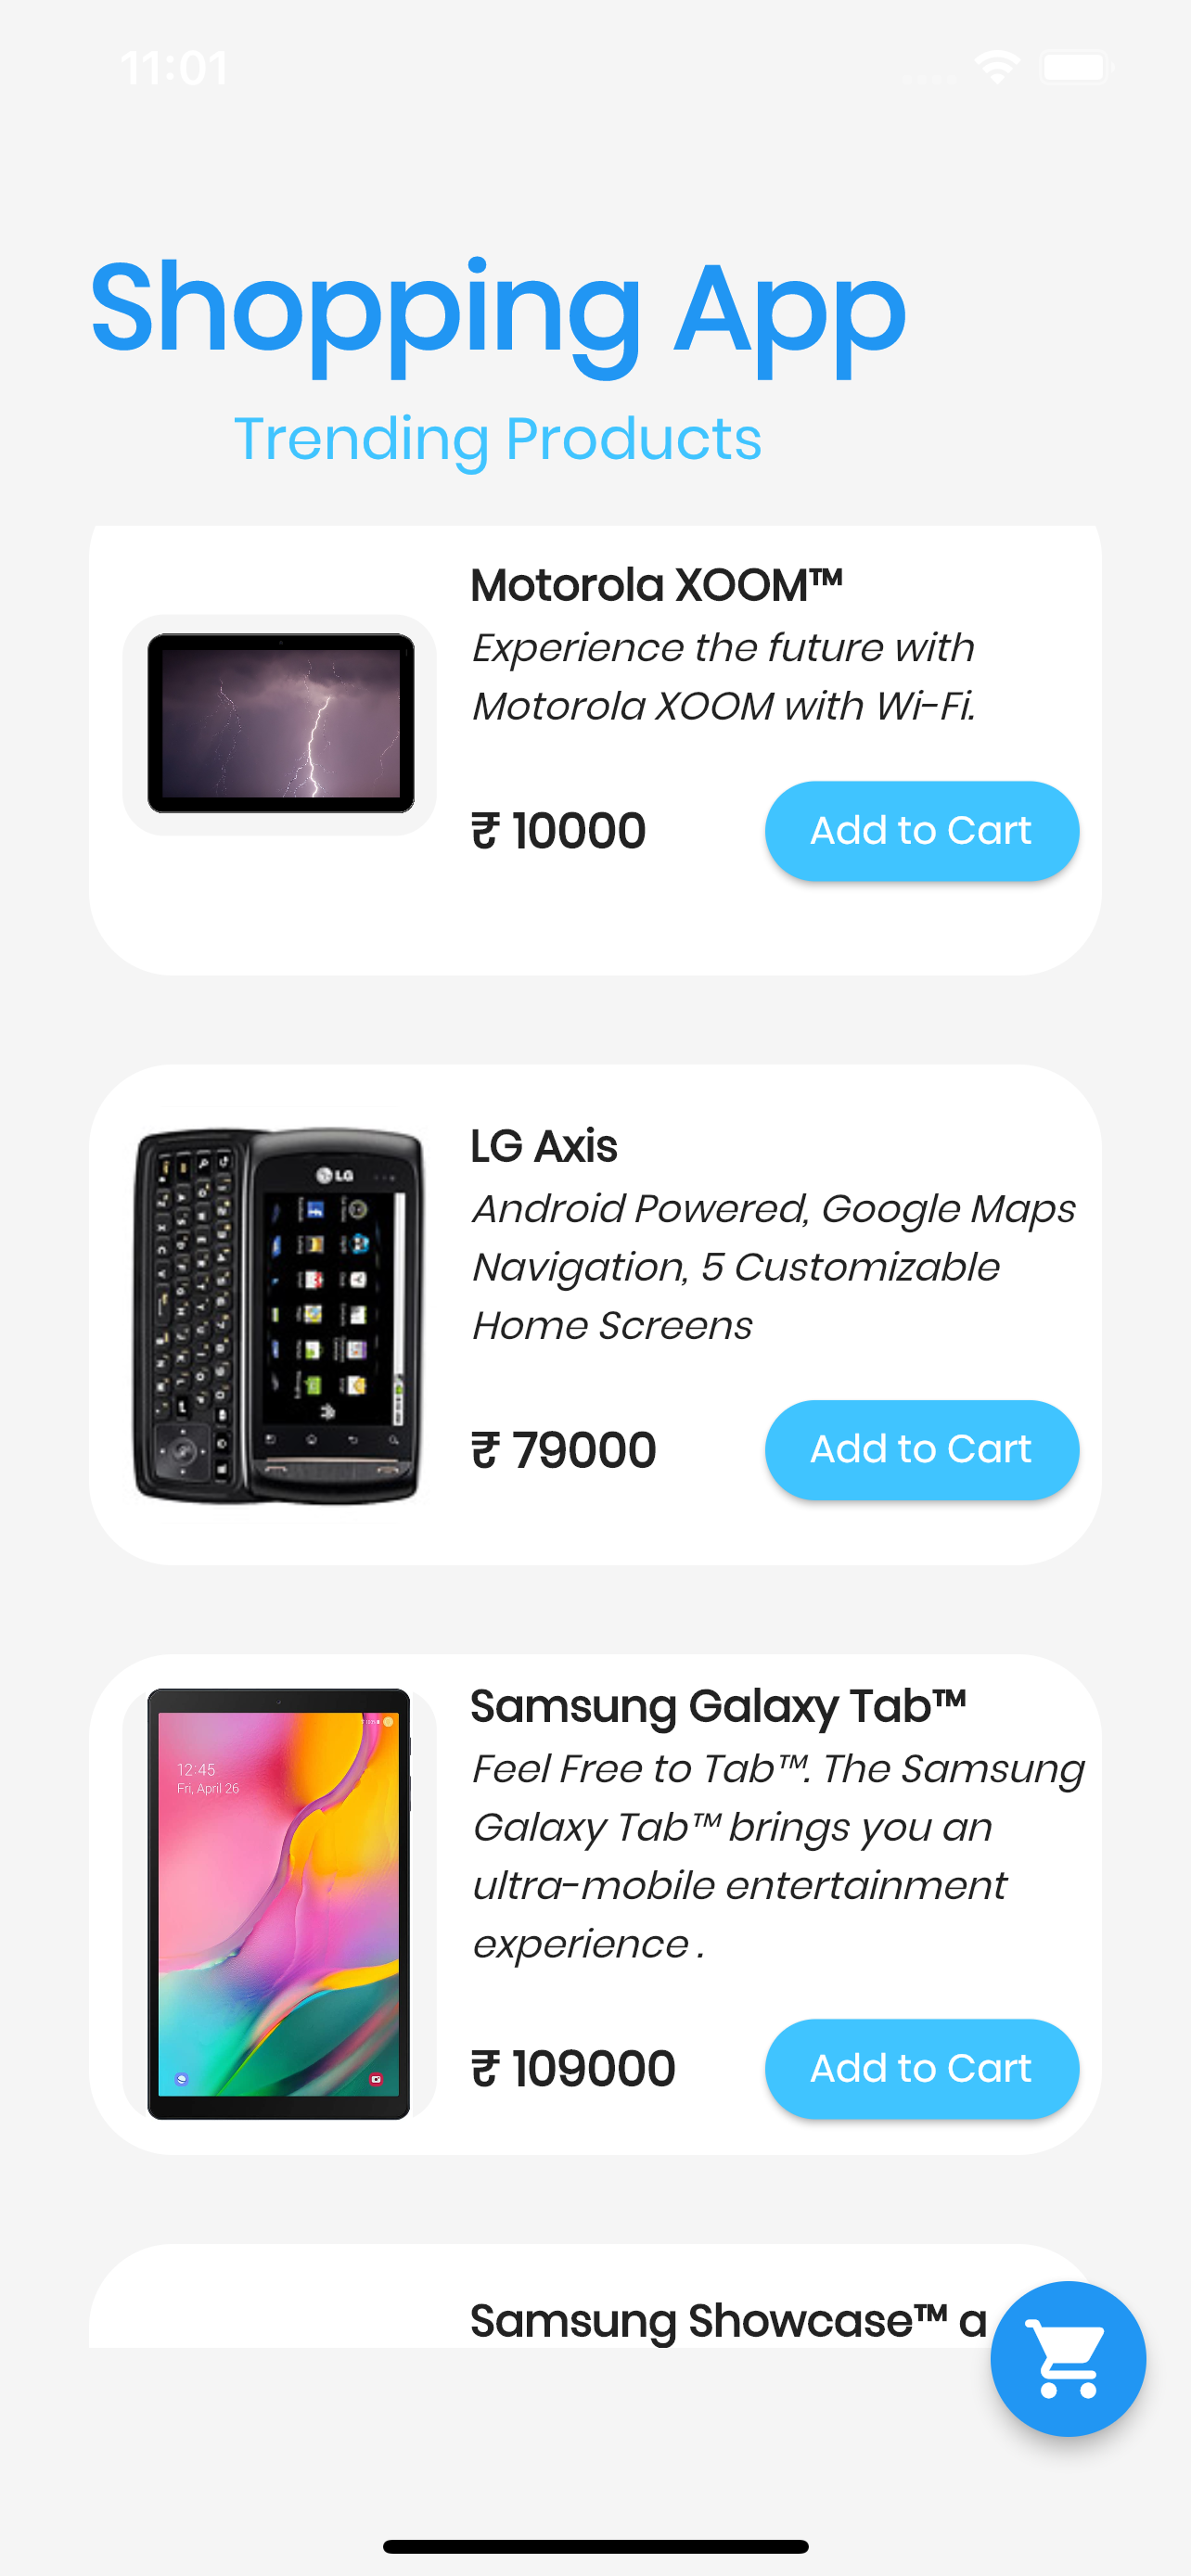 11:01
Shopping App
Trending Products
Motorola XOOM™
Experience the future with
Motorola XOOM with Wi-Fi.
₹ 10000
Add to Cart
LG
LG Axis
Android Powered, Google Maps
Navigation, 5 Customizable
Home Screens
₹ 79000
Add to Cart
12:45
Fri, April 26
Samsung Galaxy Tab™
Feel Free to Tab™. The Samsung
Galaxy Tab™ brings you an
ultra-mobile entertainment
experience .
₹ 109000
Add to Cart
Samsung Showcase™ a